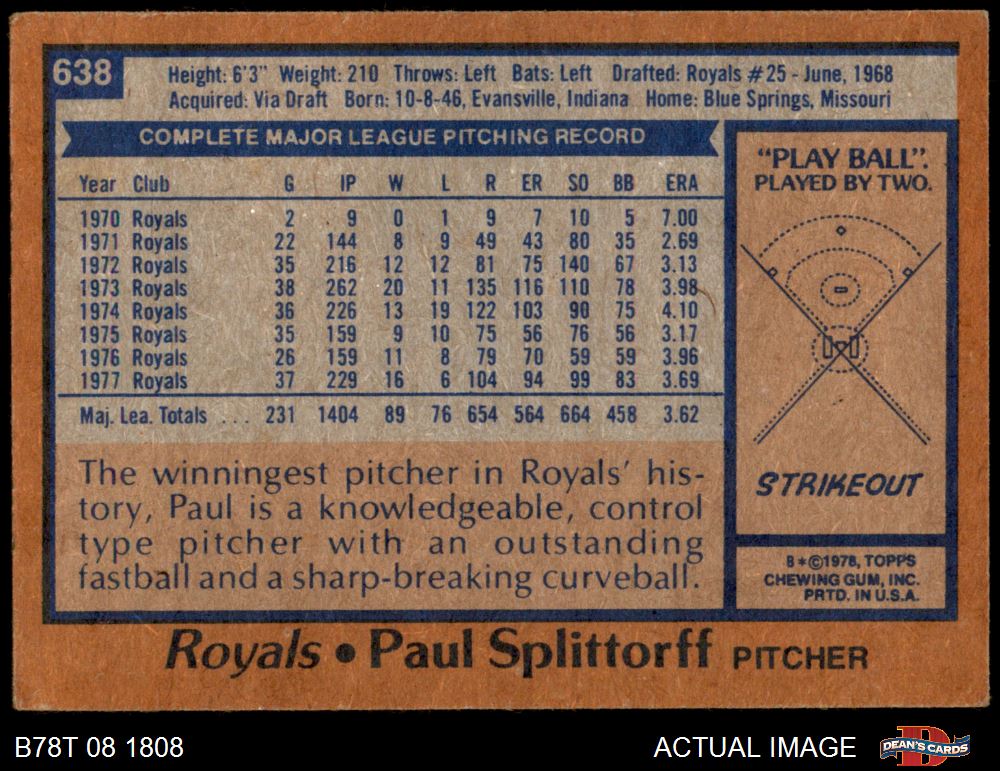 638
Height: 6'3" Weight: 210 Throws: Left Bats: Left Drafted: Royals #25 - June, 1968
Acquired: Via Draft Born: 10-8-46, Evansville, Indiana Home: Blue Springs, Missouri
COMPLETE MAJOR LEAGUE PITCHING RECORD
Year Club G IP W L R ER SO BB ERA
1970 Royals 2 9 0 1 9 7 10 5 7.00
1971 Royals 22 144 8 9 49 43 80 35 2.69
1972 Royals 35 216 12 12 81 75 140 67 3.13
1973 Royals 38 262 20 11 135 116 110 78 3.98
1974 Royals 36 226 13 19 122 103 90 75 4.10
1975 Royals 35 159 9 10 75 56 76 56 3.17
1976 Royals 26 159 11 8 79 70 59 59 3.96
1977 Royals 37 229 16 6 104 94 99 83 3.69
Maj. Lea. Totals . . . 231 1404 89 76 654 564 664 458 3.62
The winningest pitcher in Royals' his-
tory, Paul is a knowledgeable, control
type pitcher with an outstanding
fastball and a sharp-breaking curveball.
"PLAY BALL".
PLAYED BY TWO.
STRIKEOUT
8*©1978, TOPPS
CHEWING GUM, INC.
PRTD. IN U.S.A.
Royals • Paul Splittorff PITCHER
B78T 08 1808
ACTUAL IMAGE
DEAN'S CARDS